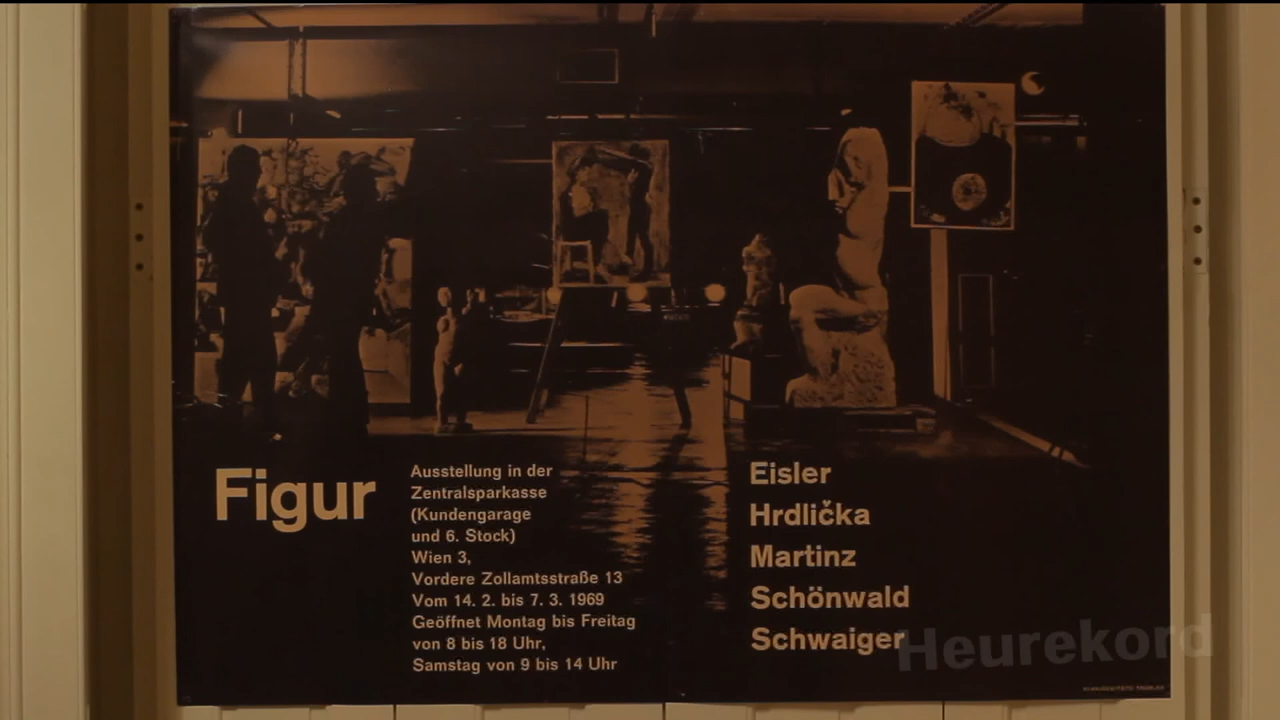 Figur
Ausstellung in der
Zentralsparkasse
(Kundengarage
und 6. Stock)
Wien 3,
Vordere Zollamtsstraße 13
Vom 14. 2. bis 7. 3. 1969
Geöffnet Montag bis Freitag
von 8 bis 18 Uhr,
Samstag von 9 bis 14 Uhr
Eisler
Hrdlička
Martinz
Schönwald
Schwaiger
Heurekord